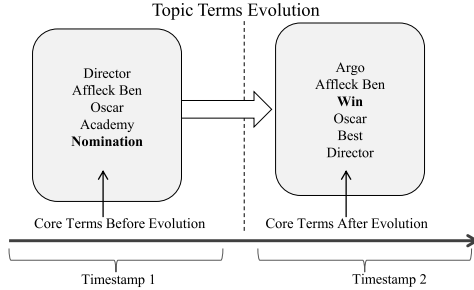 Topic Terms Evolution
Director
Affleck Ben
Oscar
Academy
Nomination
Argo
Affleck Ben
Win
Oscar
Best
Director
Core Terms Before Evolution
Core Terms After Evolution
Timestamp 1
Timestamp 2